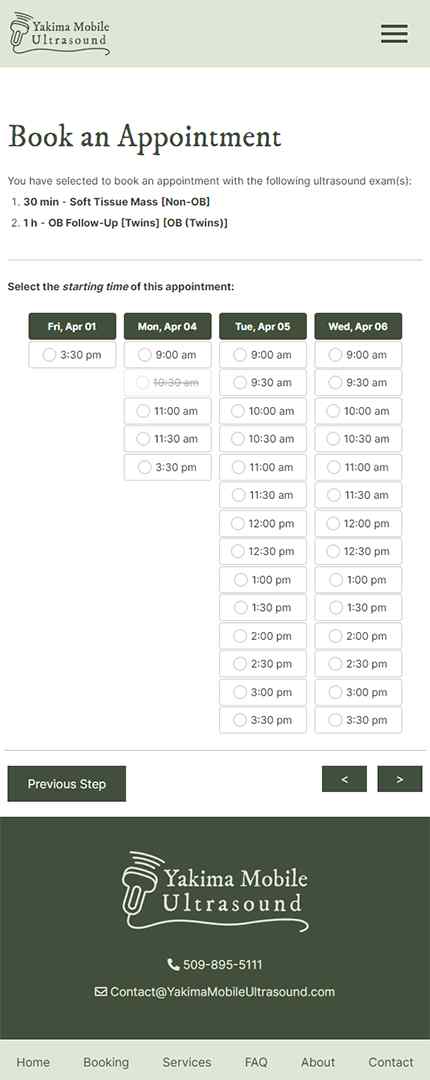 Yakima Mobile
Ultrasound
Book an Appointment
You have selected to book an appointment with the following ultrasound exam(s):
1. 30 min - Soft Tissue Mass [Non-OB]
2. 1 h - OB Follow-Up [Twins] [OB (Twins)]
Select the starting time of this appointment:
Fri, Apr 01 Mon, Apr 04 Tue, Apr 05 Wed, Apr 06
3:30 pm 9:00 am 9:00 am 9:00 am
10:30 am 9:30 am 9:30 am
11:00 am 10:00 am 10:00 am
11:30 am 10:30 am 10:30 am
3:30 pm 11:00 am 11:00 am
11:30 am 11:30 am
12:00 pm 12:00 pm
12:30 pm 12:30 pm
1:00 pm 1:00 pm
1:30 pm 1:30 pm
2:00 pm 2:00 pm
2:30 pm 2:30 pm
3:00 pm 3:00 pm
3:30 pm 3:30 pm
Previous Step < >
Yakima Mobile
Ultrasound
509-895-5111
Contact@YakimaMobileUltrasound.com
Home Booking Services FAQ About Contact